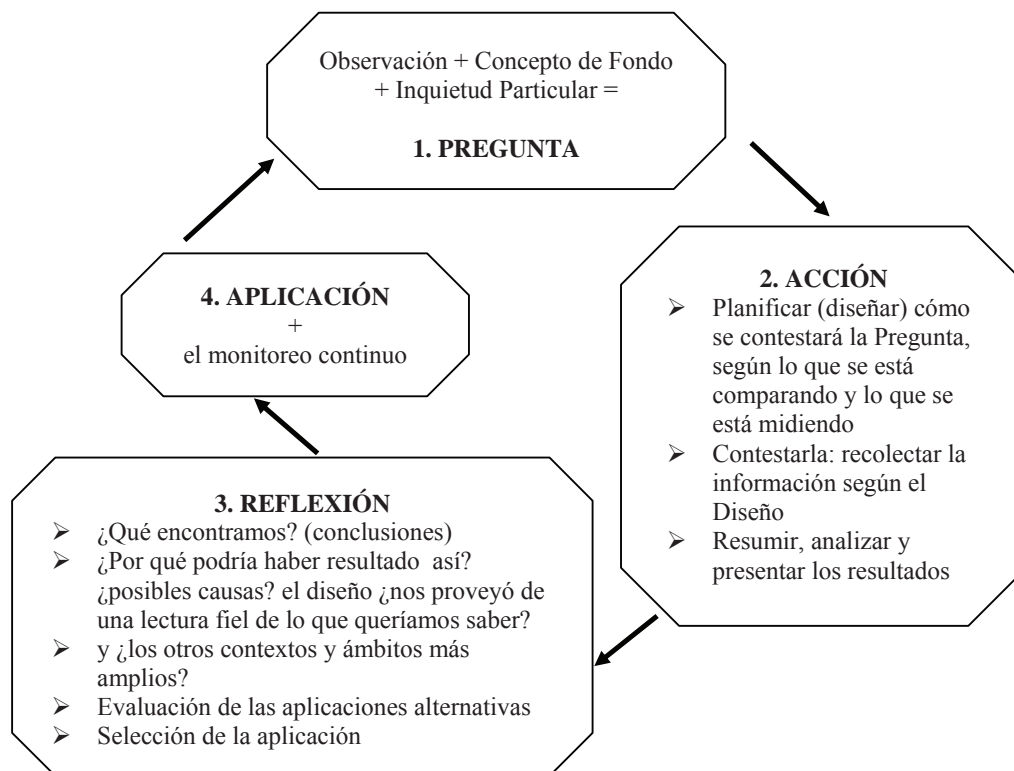 Observación + Concepto de Fondo
+ Inquietud Particular =
1. PREGUNTA
2. ACCIÓN
➢ Planificar (diseñar) cómo
se contestará la Pregunta,
según lo que se está
comparando y lo que se
está midiendo
➢ Contestarla: recolectar la
información según el
Diseño
➢ Resumir, analizar y
presentar los resultados
3. REFLEXIÓN
➢ ¿Qué encontramos? (conclusiones)
➢ ¿Por qué podría haber resultado así?
¿posibles causas? el diseño ¿nos proveyó de
una lectura fiel de lo que queríamos saber?
➢ y ¿los otros contextos y ámbitos más
amplios?
➢ Evaluación de las aplicaciones alternativas
➢ Selección de la aplicación
4. APLICACIÓN
+
el monitoreo continuo